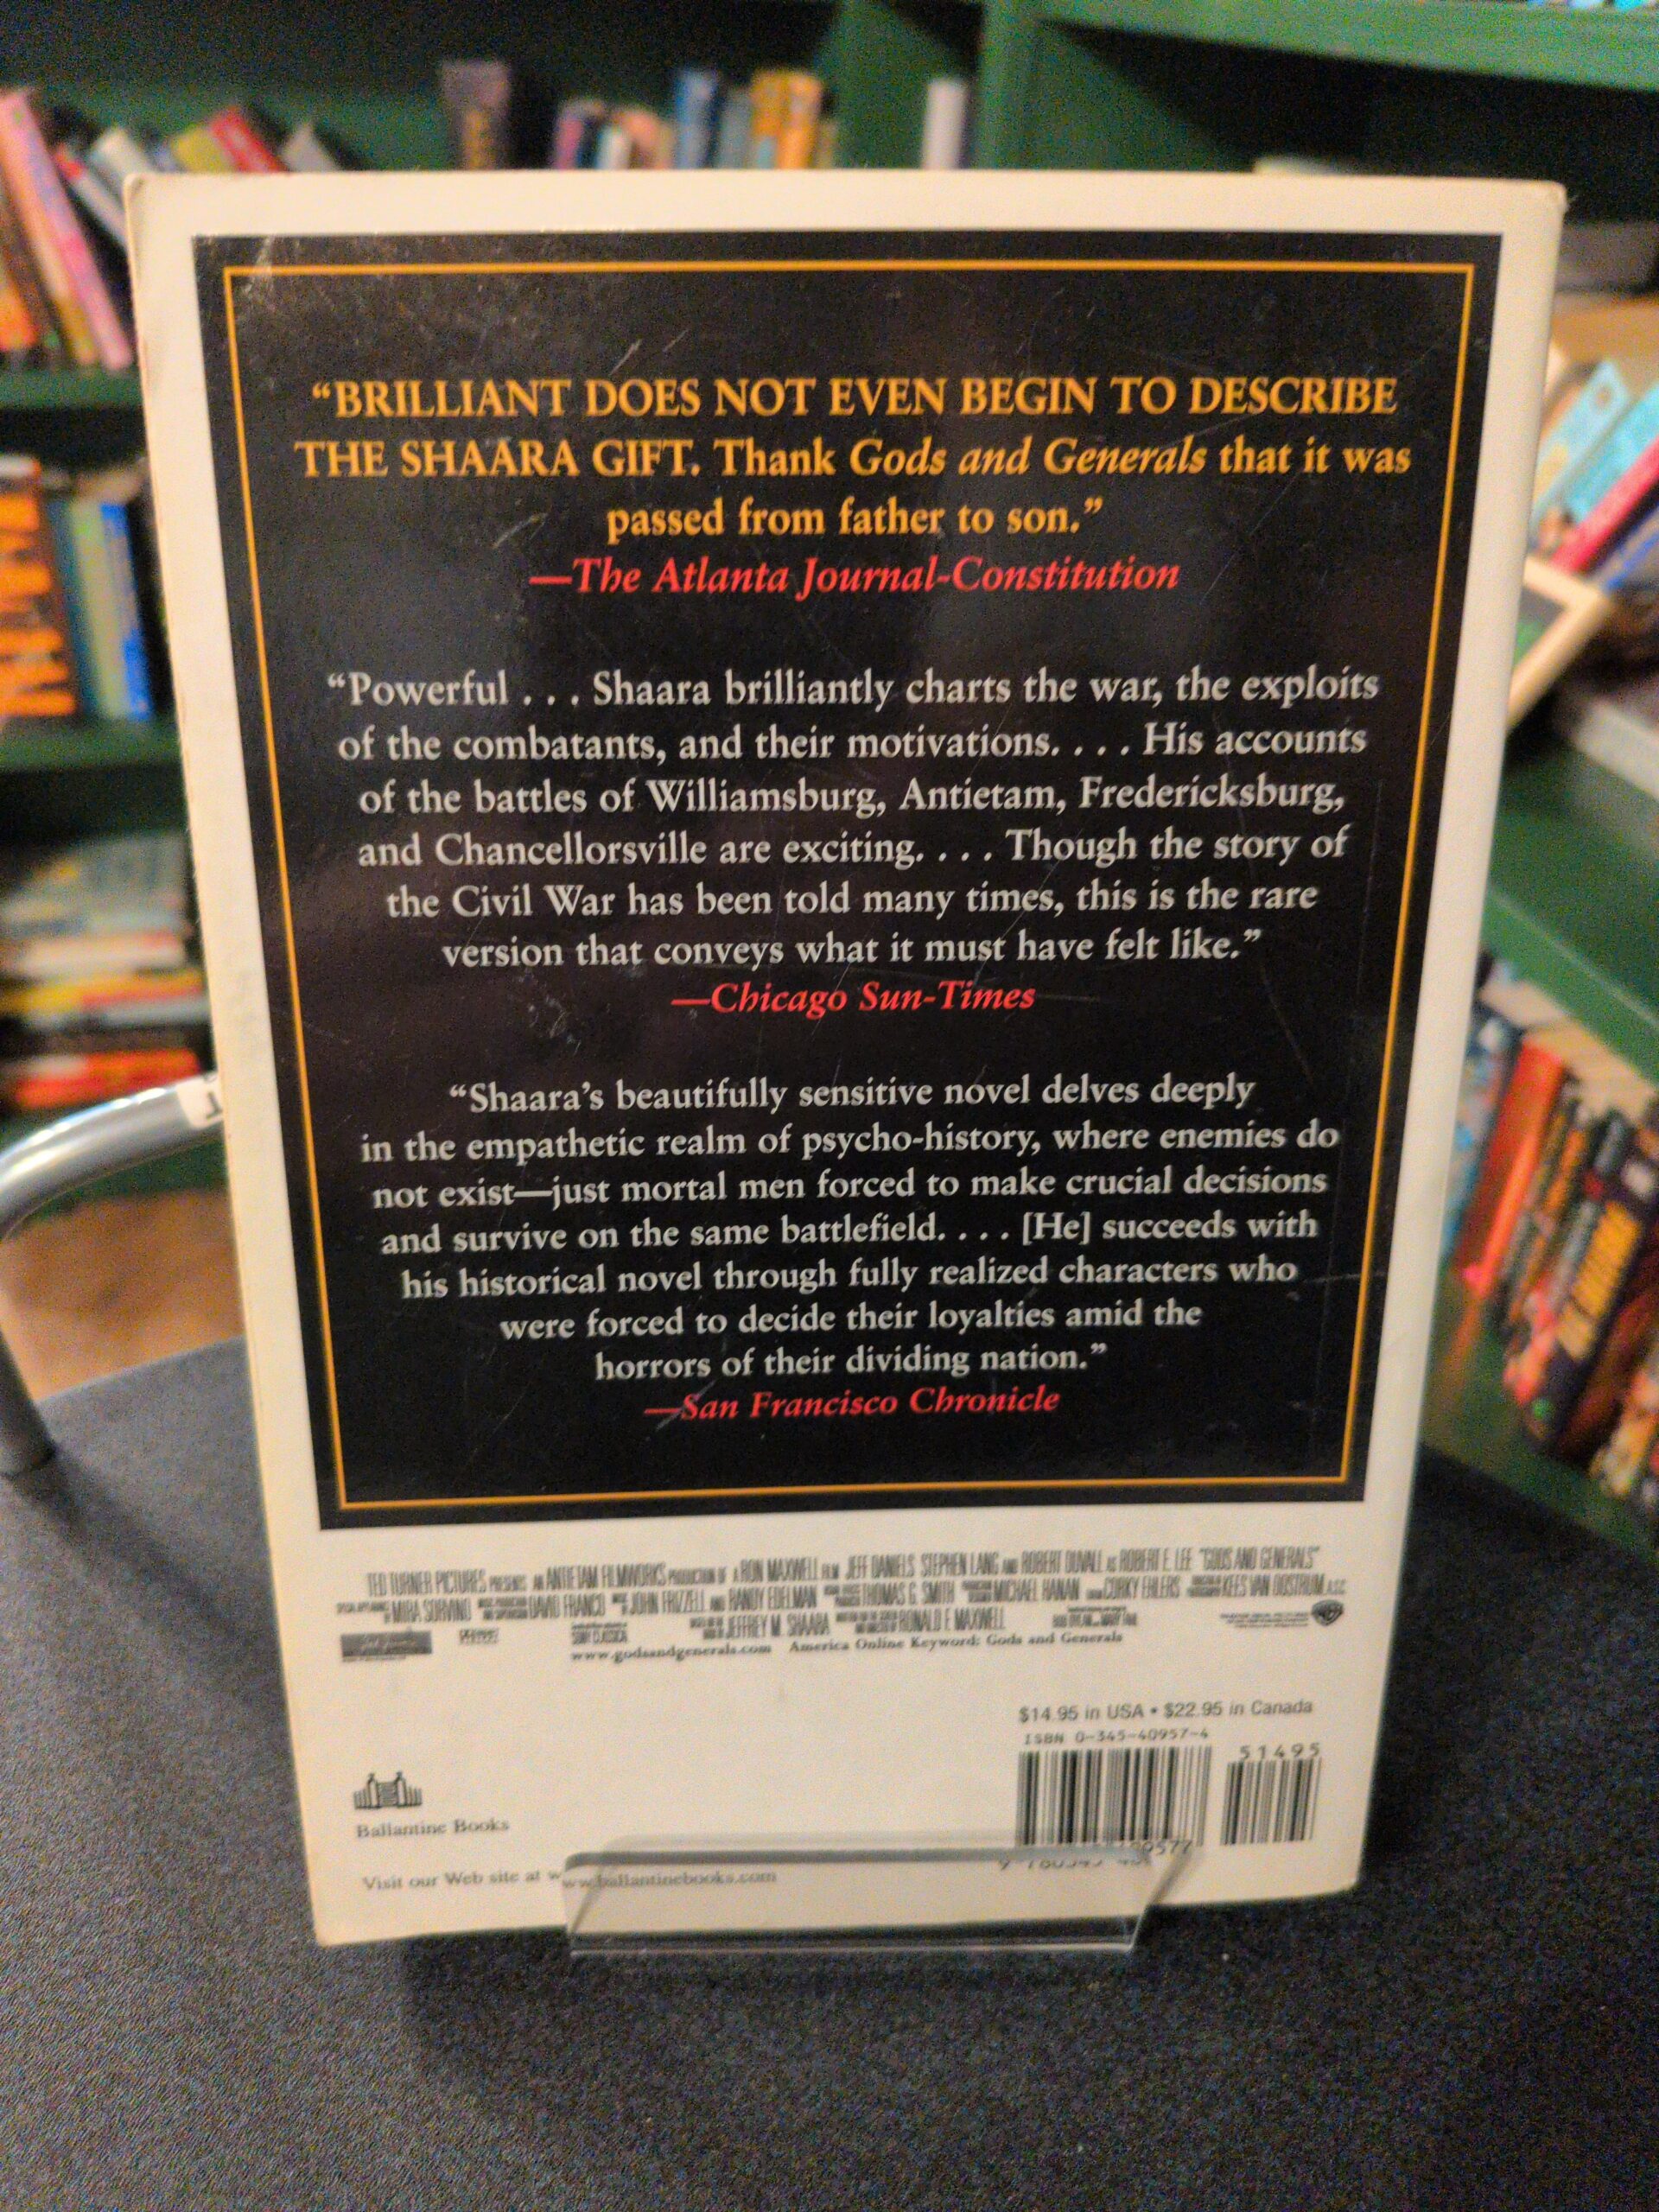 “BRILLIANT DOES NOT EVEN BEGIN TO DESCRIBE
THE SHAARA GIFT. Thank Gods and Generals that it was
passed from father to son.”
—The Atlanta Journal-Constitution
“Powerful . . . Shaara brilliantly charts the war, the exploits
of the combatants, and their motivations. . . . His accounts
of the battles of Williamsburg, Antietam, Fredericksburg,
and Chancellorsville are exciting. . . . Though the story of
the Civil War has been told many times, this is the rare
version that conveys what it must have felt like.”
—Chicago Sun-Times
“Shaara’s beautifully sensitive novel delves deeply
in the empathetic realm of psycho-history, where enemies do
not exist—just mortal men forced to make crucial decisions
and survive on the same battlefield. . . . [He] succeeds with
his historical novel through fully realized characters who
were forced to decide their loyalties amid the
horrors of their dividing nation.”
—San Francisco Chronicle
TED TURNER PICTURES PRESENTS AN ANTIETAM FILMWORKS PRODUCTION OF A RON MAXWELL FILM JEFF DANIELS STEPHEN LANG AND ROBERT DUVALL AS ROBERT E. LEE "GODS AND GENERALS"
MIRA SORVINO DAVID FRANCO JOHN FRIZZELL AND RANDY EDELMAN THOMAS G. SMITH MICHAEL HANAN CORKY EHLERS KEES VAN OOSTRUM A.S.C.
JEFFREY M. SHAARA RONALD F. MAXWELL
www.godsandgenerals.com America Online Keyword: Gods and Generals
$14.95 in USA • $22.95 in Canada
ISBN 0-345-40957-4
51495
Ballantine Books
Visit our Web site at www.ballantinebooks.com